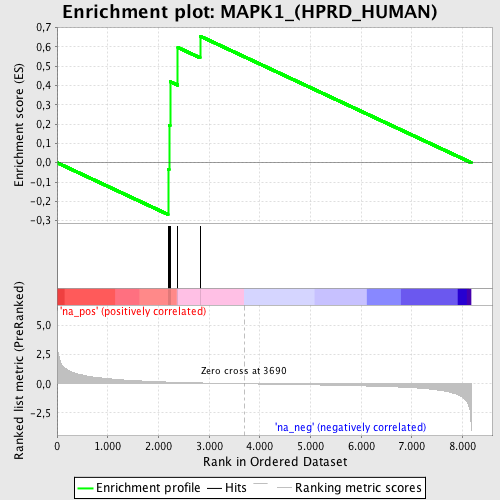 Enrichment plot: MAPK1_(HPRD_HUMAN)
Enrichment score (ES)
0,7
0,6
0,5
0,4
0,3
0,2
0,1
0,0
-0,1
-0,2
-0,3
'na_pos' (positively correlated)
Ranked list metric (PreRanked)
5,0
2,5
0,0
-2,5
Zero cross at 3690
'na_neg' (negatively correlated)
0 1.000 2.000 3.000 4.000 5.000 6.000 7.000 8.000
Rank in Ordered Dataset
Enrichment profile Hits Ranking metric scores